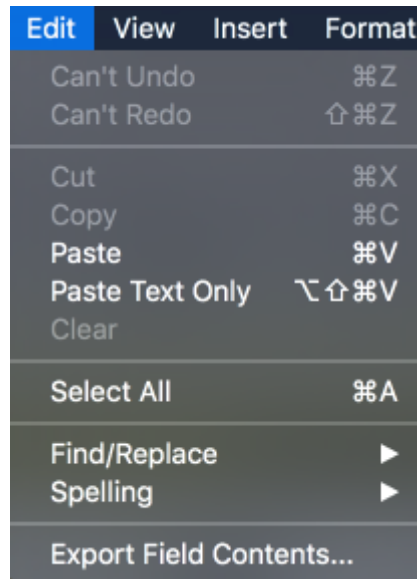 Edit View Insert Format
Can't Undo ⌘Z
Can't Redo ⇧⌘Z
Cut ⌘X
Copy ⌘C
Paste ⌘V
Paste Text Only ⌥⇧⌘V
Clear
Select All ⌘A
Find/Replace ▶
Spelling ▶
Export Field Contents...